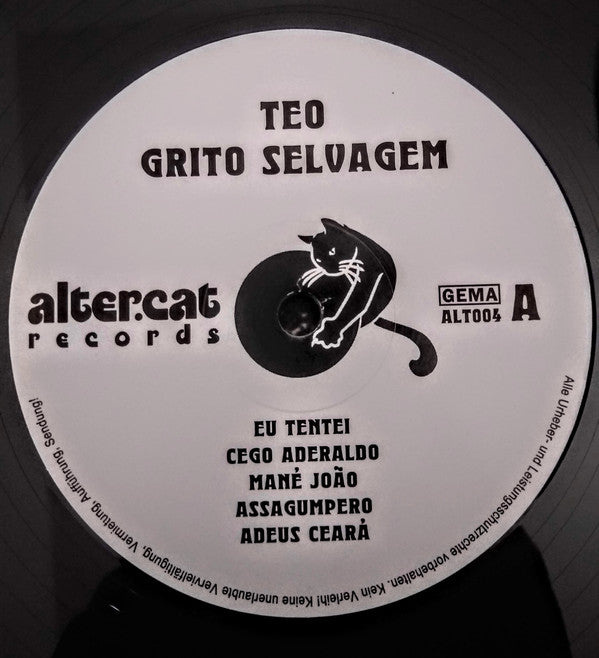 TEO
GRITO SELVAGEM
alter.cat
records
GEMA
ALT004
A
EU TENTEI
CEGO ADERALDO
MANÉ JOÃO
ASSAGUMPERO
ADEUS CEARÁ
Alle Urheber- und Leistungsschutzrechte vorbehalten. Kein Verleih! Keine unerlaubte Vervielfältigung, Vermietung, Aufführung, Sendung!